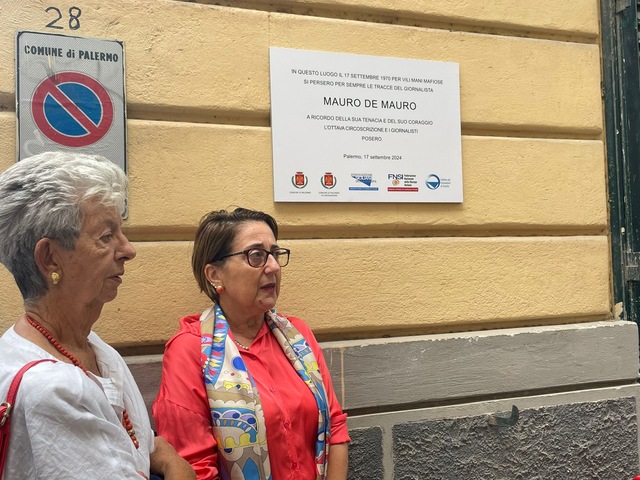 28
COMUNE di PALERMO
IN QUESTO LUOGO IL 17 SETTEMBRE 1970 PER VILI MANI MAFIOSE
SI PERSERO PER SEMPRE LE TRACCE DEL GIORNALISTA
MAURO DE MAURO
A RICORDO DELLA SUA TENACIA E DEL SUO CORAGGIO
L'OTTAVA CIRCOSCRIZIONE E I GIORNALISTI
POSERO.
Palermo, 17 settembre 2024
FNSI